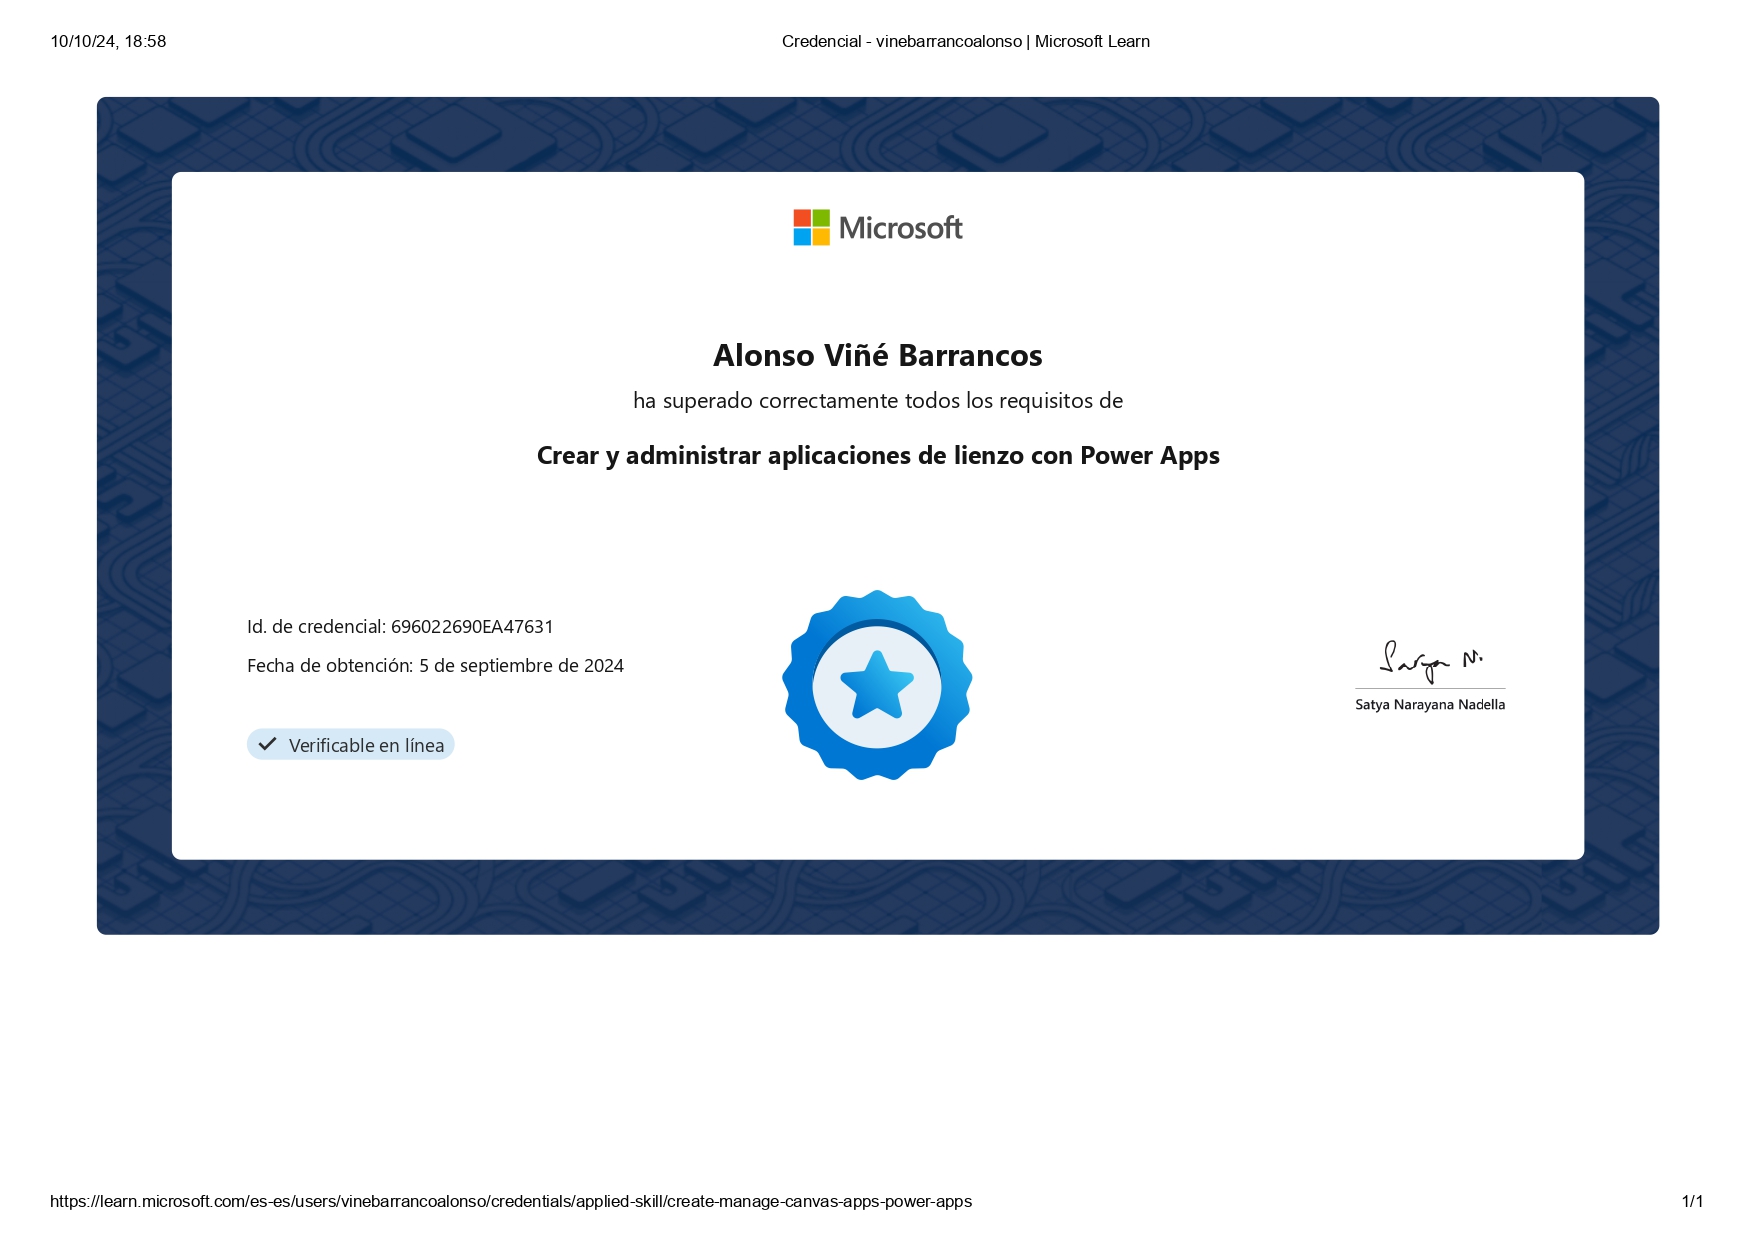 10/10/24, 18:58
Credencial - vinebarrancoalonso | Microsoft Learn
Microsoft
Alonso Viñé Barrancos
ha superado correctamente todos los requisitos de
Crear y administrar aplicaciones de lienzo con Power Apps
Id. de credencial: 696022690EA47631
Fecha de obtención: 5 de septiembre de 2024
Verificable en línea
Satya N.
Satya Narayana Nadella
https://learn.microsoft.com/es-es/users/vinebarrancoalonso/credentials/applied-skill/create-manage-canvas-apps-power-apps
1/1